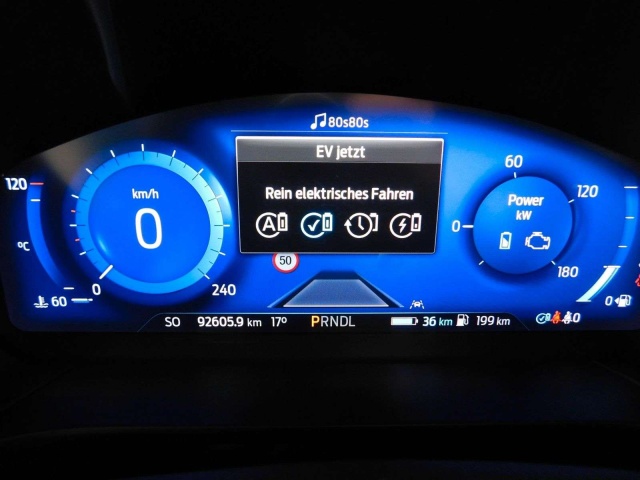 80s80s
EV jetzt
Rein elektrisches Fahren
A
km/h
0
0
240
120
°C
60
50
60
120
Power
kW
0
180
0
SO 92605.9 km 17° PRNDL 36 km 199 km 0